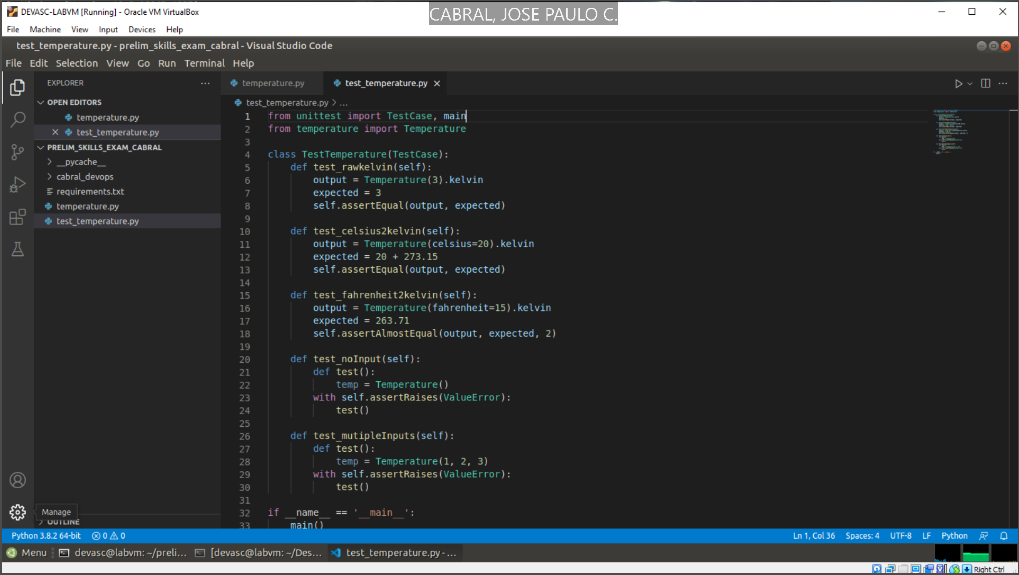 DEVASC-LABVM [Running] - Oracle VM VirtualBox
CABRAL, JOSE PAULO C.
File Machine View Input Devices Help
test_temperature.py - prelim_skills_exam_cabral - Visual Studio Code
File Edit Selection View Go Run Terminal Help
EXPLORER ...
temperature.py
test_temperature.py
OPEN EDITORS
temperature.py
test_temperature.py
PRELIM_SKILLS_EXAM_CABRAL
__pycache__
cabral_devops
requirements.txt
temperature.py
test_temperature.py
test_temperature.py > ...
1 from unittest import TestCase, main
2 from temperature import Temperature
3
4 class TestTemperature(TestCase):
5 def test_rawkelvin(self):
6 output = Temperature(3).kelvin
7 expected = 3
8 self.assertEqual(output, expected)
9
10 def test_celsius2kelvin(self):
11 output = Temperature(celsius=20).kelvin
12 expected = 20 + 273.15
13 self.assertEqual(output, expected)
14
15 def test_fahrenheit2kelvin(self):
16 output = Temperature(fahrenheit=15).kelvin
17 expected = 263.71
18 self.assertAlmostEqual(output, expected, 2)
19
20 def test_noInput(self):
21 def test():
22 temp = Temperature()
23 with self.assertRaises(ValueError):
24 test()
25
26 def test_mutipleInputs(self):
27 def test():
28 temp = Temperature(1, 2, 3)
29 with self.assertRaises(ValueError):
30 test()
31
32 if __name__ == '__main__':
33 main()
Manage
OUTLINE
Python 3.8.2 64-bit 0 0 Ln 1, Col 36 Spaces: 4 UTF-8 LF Python
Menu devasc@labvm: ~/preli... [devasc@labvm: ~/Des... test_temperature.py - ...
Right Ctrl